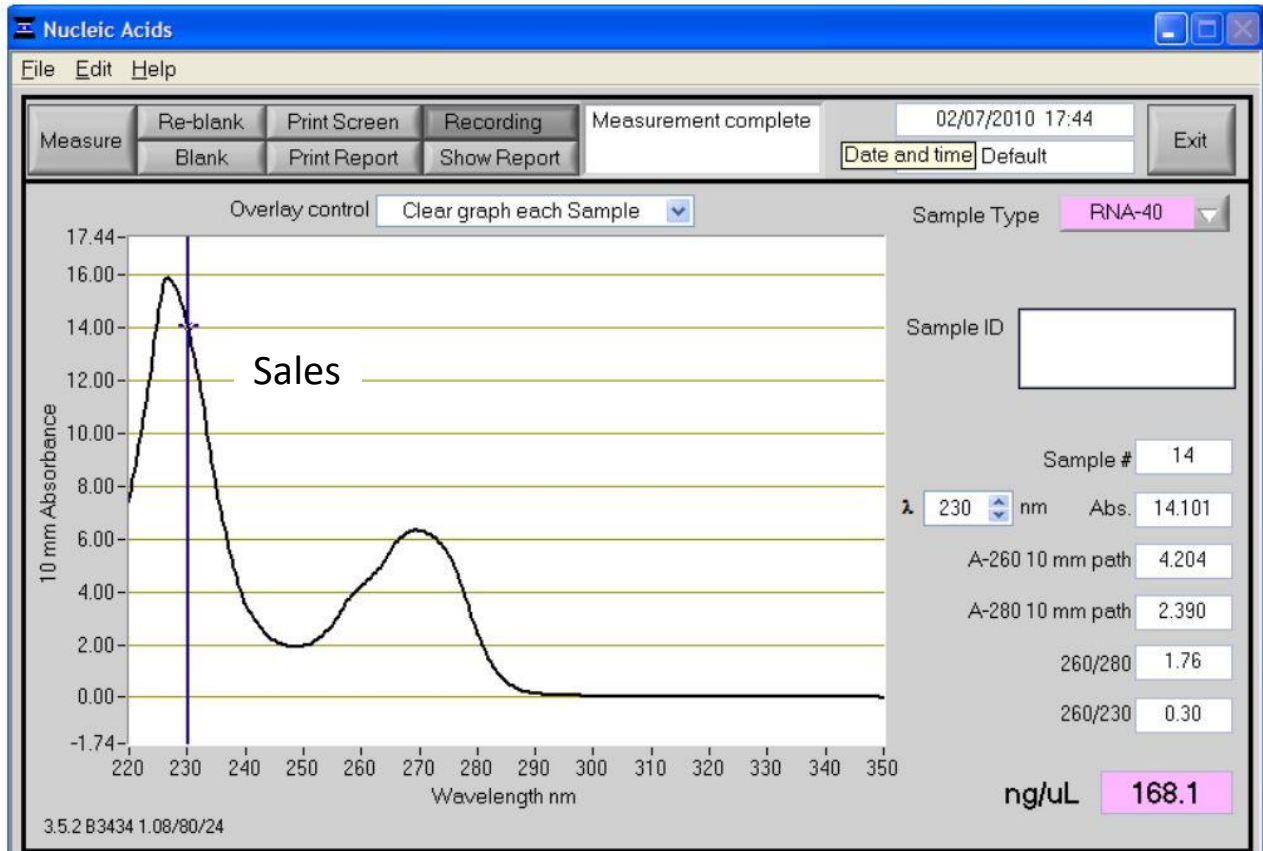 Nucleic Acids
File Edit Help
Measure
Re-blank
Print Screen
Recording
Blank
Print Report
Show Report
Measurement complete
02/07/2010 17:44
Date and time
Default
Exit
Overlay control
Clear graph each Sample
Sample Type
RNA-40
17.44
16.00
14.00
12.00
10.00
8.00
6.00
4.00
2.00
0.00
-1.74
10 mm Absorbance
Sales
220 230 240 250 260 270 280 290 300 310 320 330 340 350
Wavelength nm
3.5.2 B3434 1.08/80/24
Sample ID
Sample # 14
λ 230 nm Abs. 14.101
A-260 10 mm path 4.204
A-280 10 mm path 2.390
260/280 1.76
260/230 0.30
ng/uL 168.1